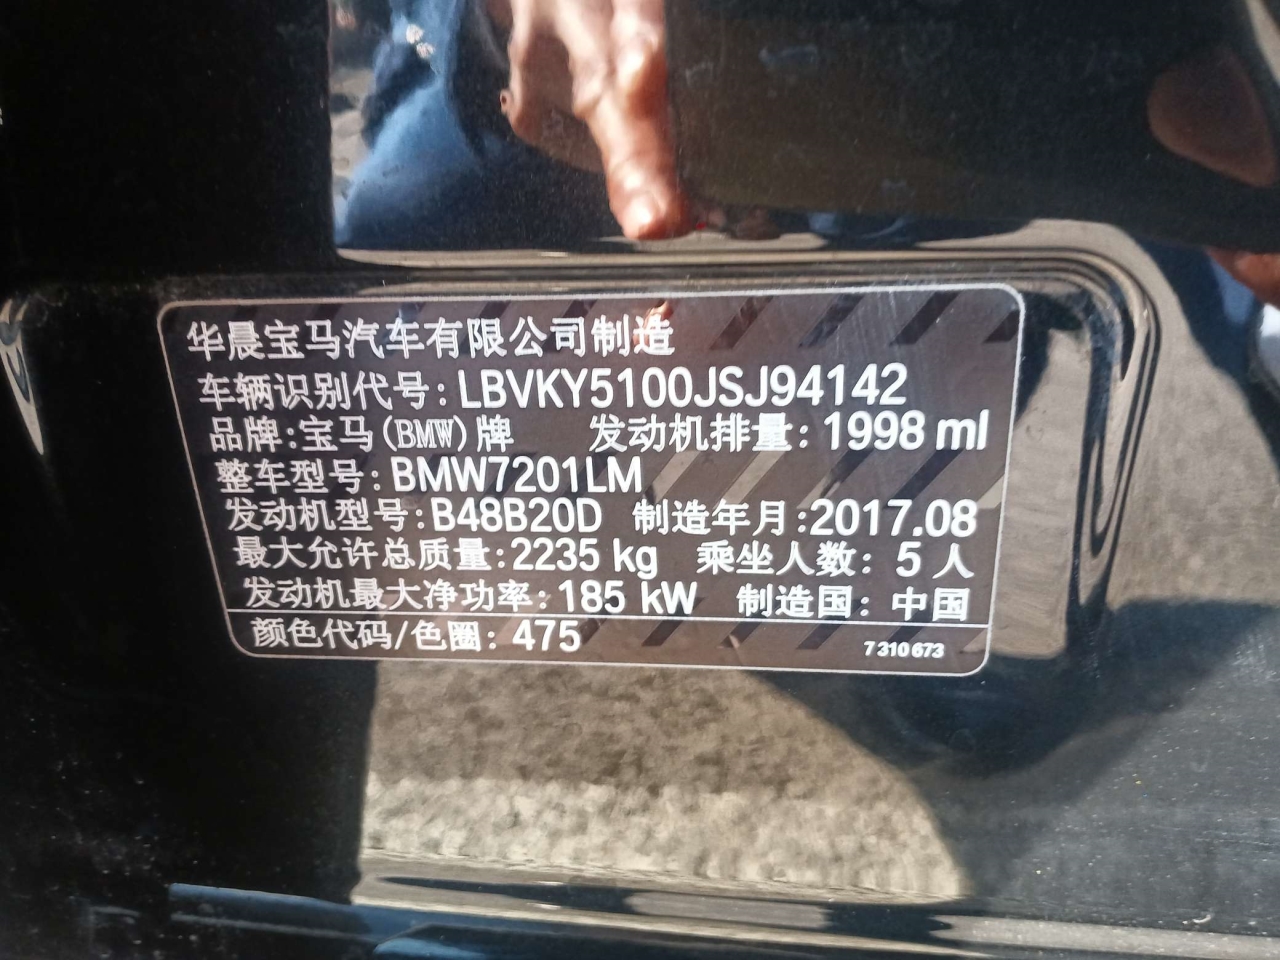 华晨宝马汽车有限公司制造
车辆识别代号:LBVKY5100JSJ94142
品牌:宝马(BMW)牌 发动机排量:1998 ml
整车型号:BMW7201LM
发动机型号:B48B20D 制造年月:2017.08
最大允许总质量:2235 kg 乘坐人数: 5 人
发动机最大净功率:185 kW 制造国: 中国
颜色代码/色圈: 475 7 310 673